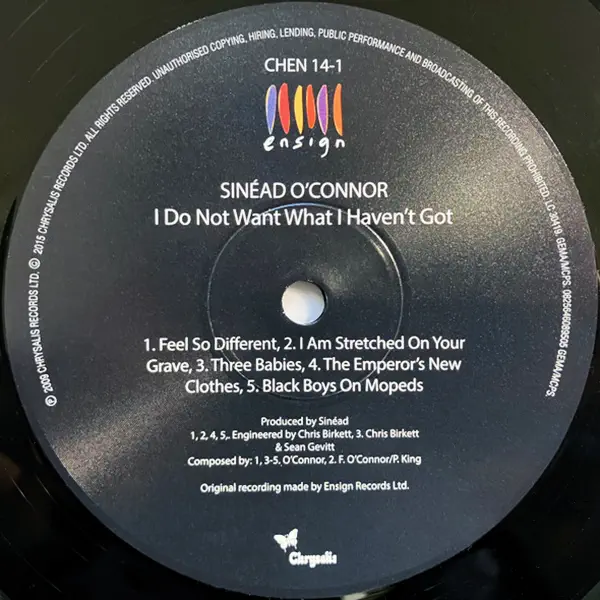 ℗ 2009 CHRYSALIS RECORDS LTD. © 2015 CHRYSALIS RECORDS LTD. ALL RIGHTS RESERVED. UNAUTHORISED COPYING, HIRING, LENDING, PUBLIC PERFORMANCE AND BROADCASTING OF THIS RECORDING PROHIBITED. LC 30419. GEMA/MCPS. 0825646089505 GEMA/MCPS.
CHEN 14-1
ensign
SINÉAD O'CONNOR
I Do Not Want What I Haven't Got
1. Feel So Different, 2. I Am Stretched On Your
Grave, 3. Three Babies, 4. The Emperor's New
Clothes, 5. Black Boys On Mopeds
Produced by Sinéad
1, 2, 4, 5,. Engineered by Chris Birkett, 3. Chris Birkett
& Sean Gevitt
Composed by: 1, 3-5. O'Connor, 2. F. O'Connor/P. King
Original recording made by Ensign Records Ltd.
Chrysalis